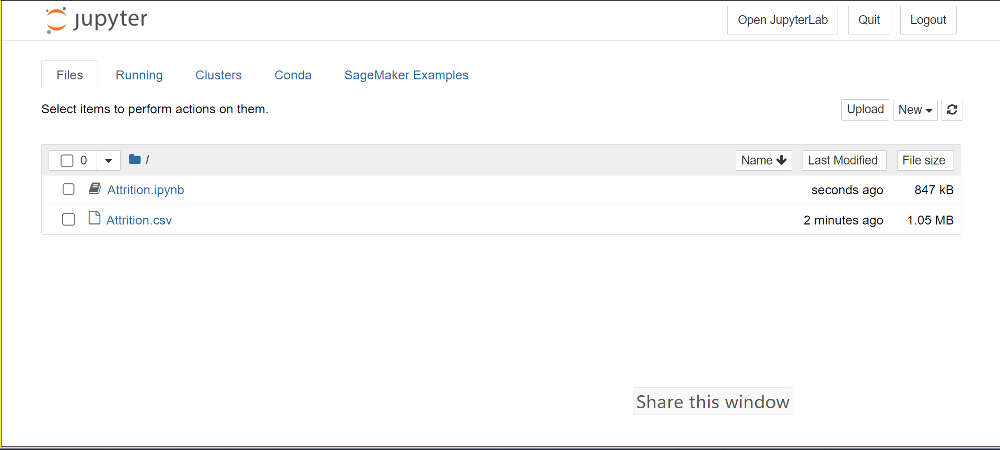 jupyter
Open JupyterLab Quit Logout
Files Running Clusters Conda SageMaker Examples
Select items to perform actions on them.
Upload New
0 / Name Last Modified File size
Attrition.ipynb seconds ago 847 kB
Attrition.csv 2 minutes ago 1.05 MB
Share this window